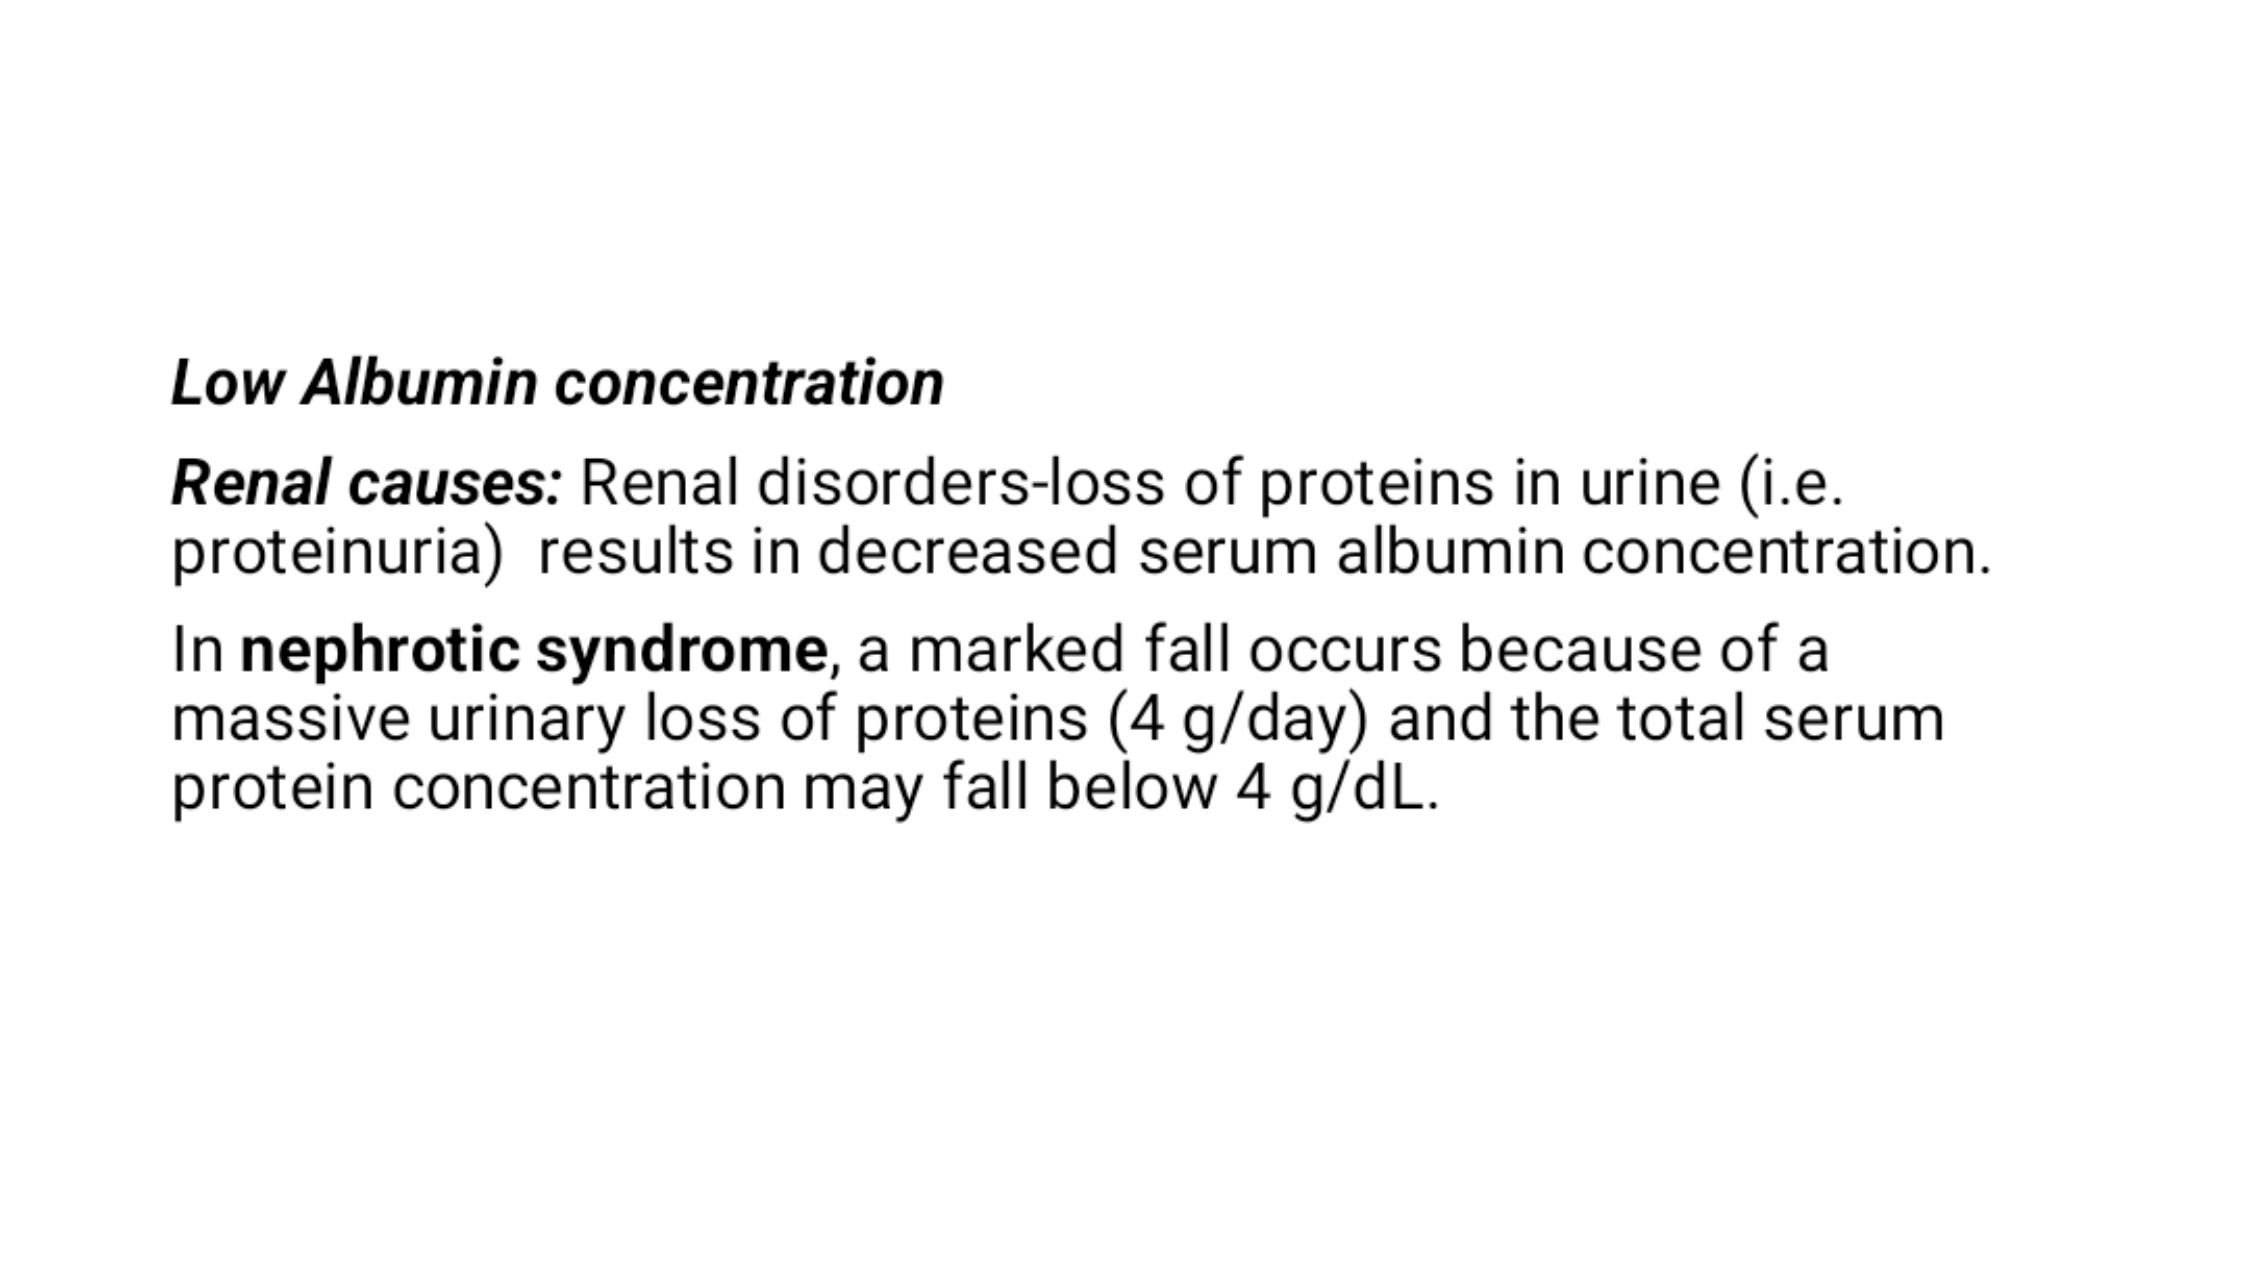 Low Albumin concentration
Renal causes: Renal disorders-loss of proteins in urine (i.e.
proteinuria)  results in decreased serum albumin concentration.
In nephrotic syndrome, a marked fall occurs because of a
massive urinary loss of proteins (4 g/day) and the total serum
protein concentration may fall below 4 g/dL.